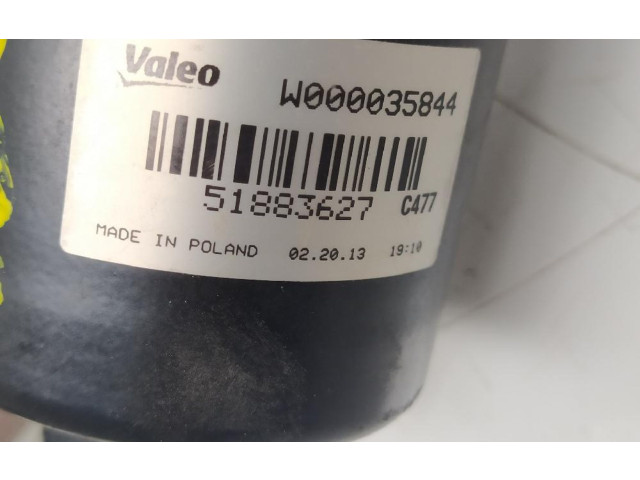 Valeo
W000035844
51883627 C477
MADE IN POLAND 02.20.13 19:10